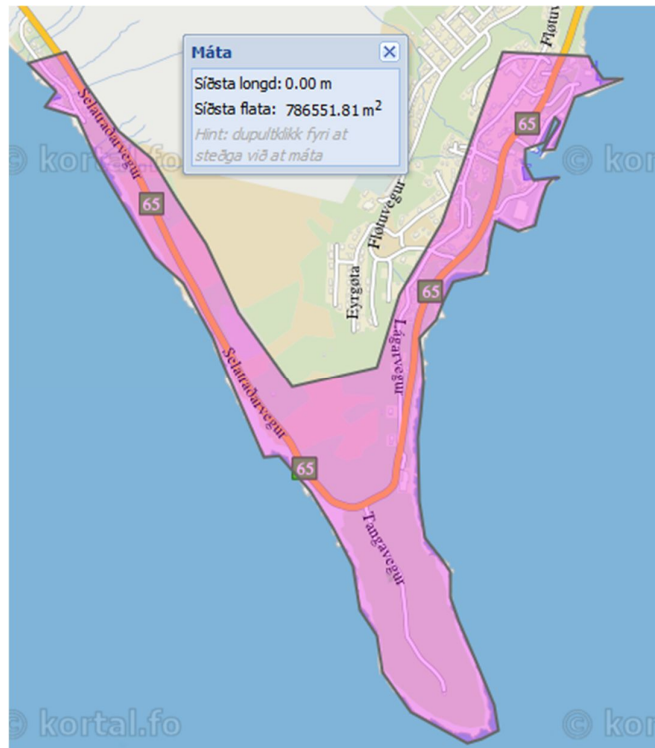 Fløtuv
Máta
Síðsta longd: 0.00 m
Síðsta flata: 786551.81 m²
Hint: dupultklikk fyri at
steðga við at máta
© kortal.fo
© kor
Selatraðarvegur
65
65
Fløtuvegur
Eyrgøta
65
Lágarvegur
Selatraðarvegur
65
Tangavegur
© kortal.fo
© kor